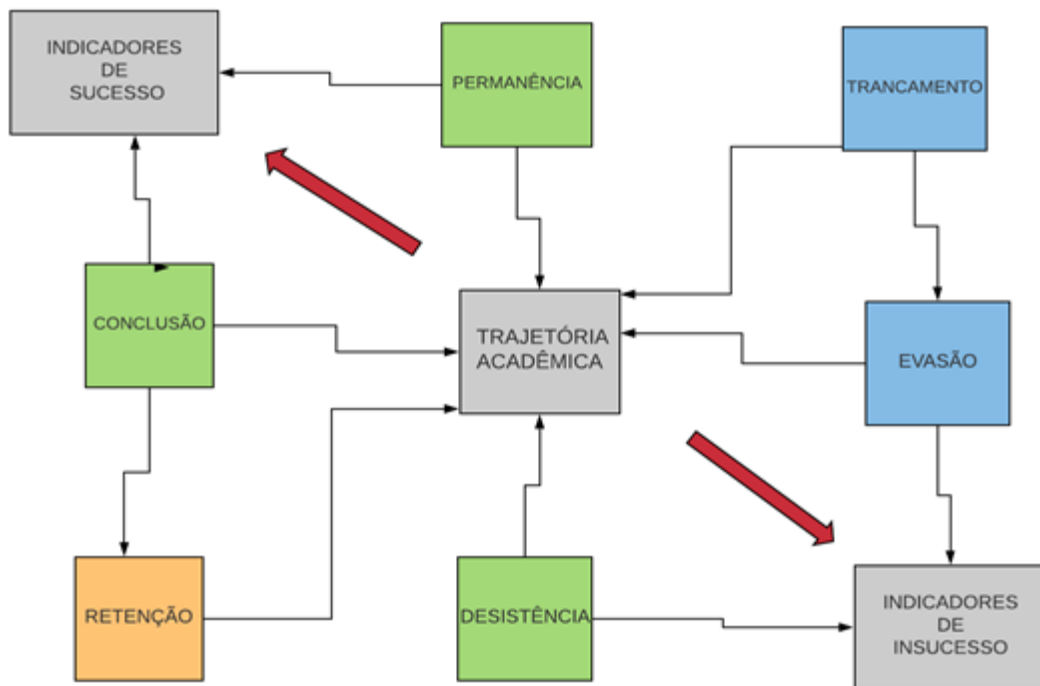 INDICADORES
DE
SUCESSO
PERMANÊNCIA
TRANCAMENTO
CONCLUSÃO
TRAJETÓRIA
ACADÊMICA
EVASÃO
RETENÇÃO
DESISTÊNCIA
INDICADORES
DE
INSUCESSO